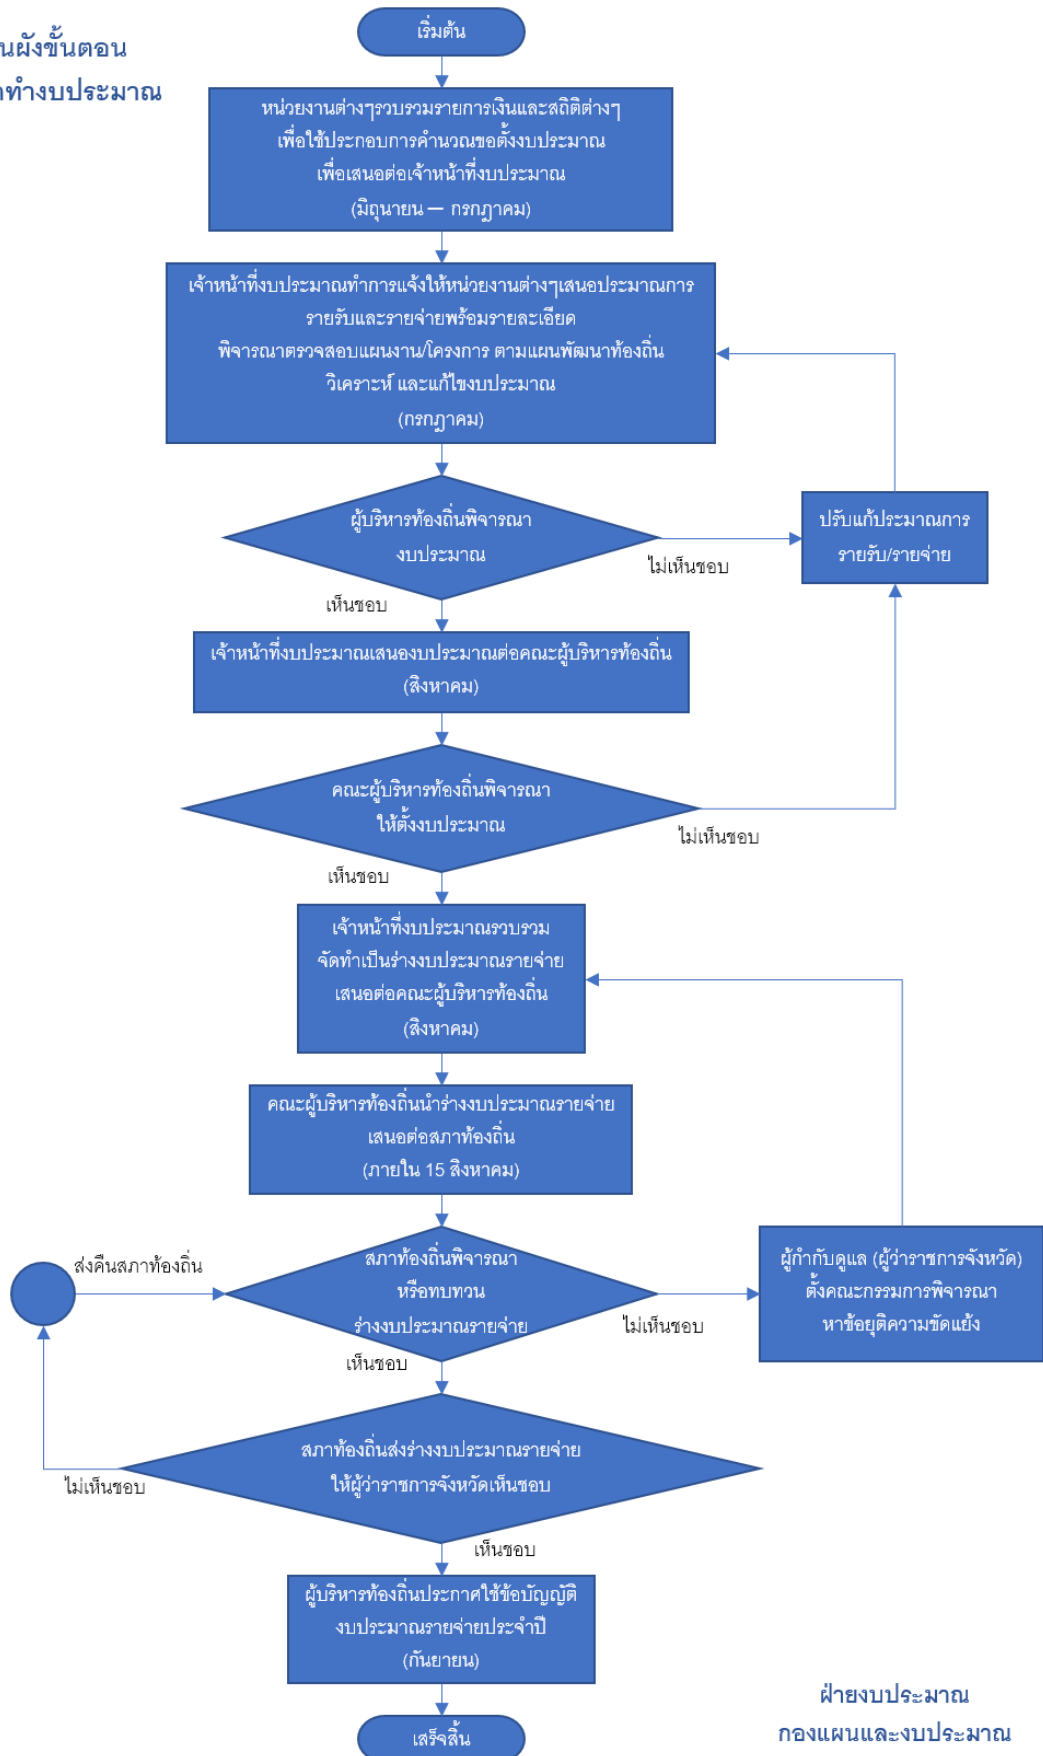 เริ่มต้น
นผังขั้นตอน
ทำงบประมาณ
หน่วยงานต่างๆรวบรวมรายการเงินและสถิติต่างๆ
เพื่อใช้ประกอบการคำนวณขอตั้งงบประมาณ
เพื่อเสนอต่อเจ้าหน้าที่งบประมาณ
(มิถุนายน – กรกฎาคม)
เจ้าหน้าที่งบประมาณทำการแจ้งให้หน่วยงานต่างๆเสนอประมาณการ
รายรับและรายจ่ายพร้อมรายละเอียด
พิจารณาตรวจสอบแผนงาน/โครงการ ตามแผนพัฒนาท้องถิ่น
วิเคราะห์ และแก้ไขงบประมาณ
(กรกฎาคม)
ผู้บริหารท้องถิ่นพิจารณา
งบประมาณ
ไม่เห็นชอบ
ปรับแก้ประมาณการ
รายรับ/รายจ่าย
เห็นชอบ
เจ้าหน้าที่งบประมาณเสนองบประมาณต่อคณะผู้บริหารท้องถิ่น
(สิงหาคม)
คณะผู้บริหารท้องถิ่นพิจารณา
ให้ตั้งงบประมาณ
ไม่เห็นชอบ
เห็นชอบ
เจ้าหน้าที่งบประมาณรวบรวม
จัดทำเป็นร่างงบประมาณรายจ่าย
เสนอต่อคณะผู้บริหารท้องถิ่น
(สิงหาคม)
คณะผู้บริหารท้องถิ่นนำร่างงบประมาณรายจ่าย
เสนอต่อสภาท้องถิ่น
(ภายใน 15 สิงหาคม)
ส่งคืนสภาท้องถิ่น
สภาท้องถิ่นพิจารณา
หรือทบทวน
ร่างงบประมาณรายจ่าย
ไม่เห็นชอบ
ผู้กำกับดูแล (ผู้ว่าราชการจังหวัด)
ตั้งคณะกรรมการพิจารณา
หาข้อยุติความขัดแย้ง
เห็นชอบ
สภาท้องถิ่นส่งร่างงบประมาณรายจ่าย
ให้ผู้ว่าราชการจังหวัดเห็นชอบ
ไม่เห็นชอบ
เห็นชอบ
ผู้บริหารท้องถิ่นประกาศใช้ข้อบัญญัติ
งบประมาณรายจ่ายประจำปี
(กันยายน)
เสร็จสิ้น
ฝ่ายงบประมาณ
กองแผนและงบประมาณ